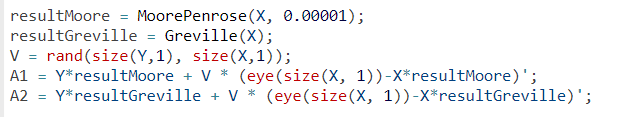 resultMoore = MoorePenrose(X, 0.00001);
resultGreville = Greville(X);
V = rand(size(Y,1), size(X,1));
A1 = Y*resultMoore + V * (eye(size(X, 1))-X*resultMoore)';
A2 = Y*resultGreville + V * (eye(size(X, 1))-X*resultGreville)';